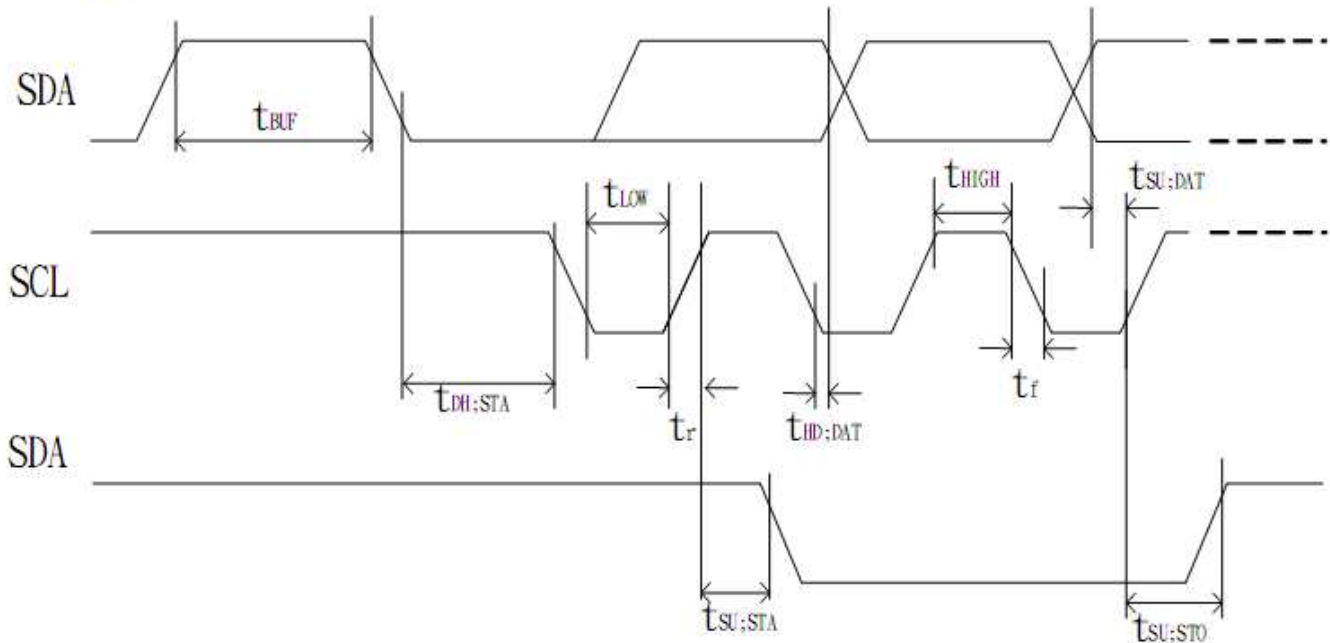 SDA
tBUF
tLOW
tHIGH
tSU;DAT
SCL
tDH;STA
tr
tHD;DAT
tf
SDA
tSU;STA
tSU;STO